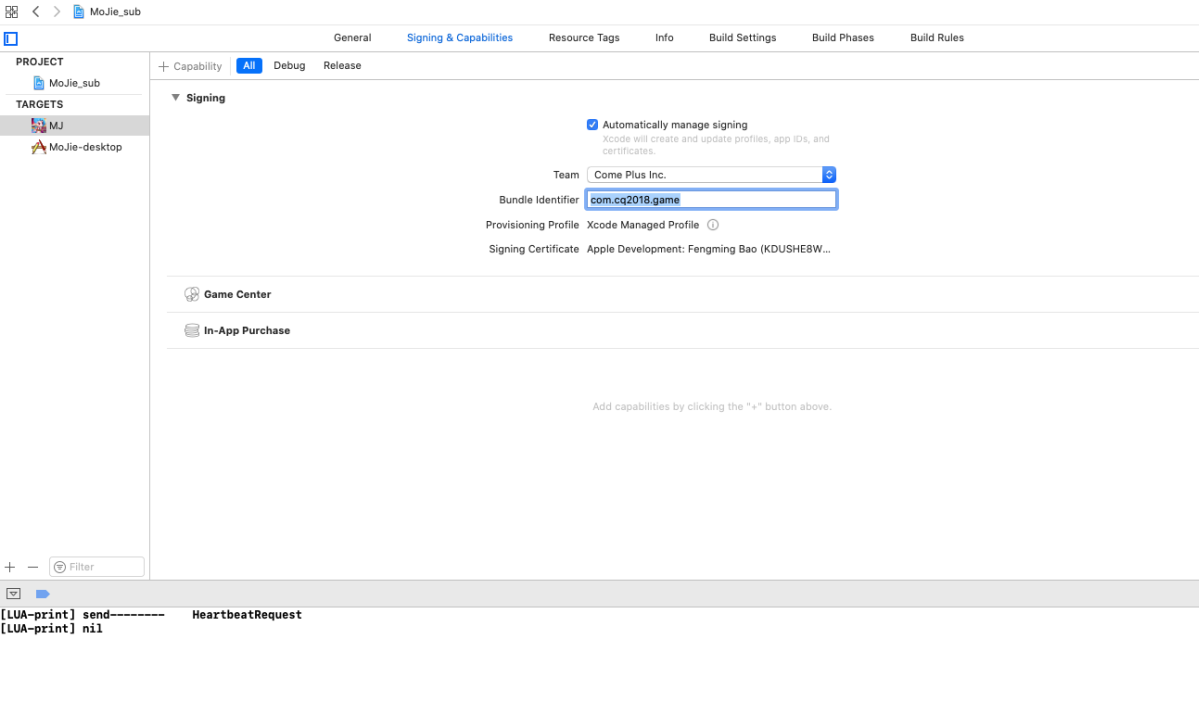 MoJie_sub
General Signing & Capabilities Resource Tags Info Build Settings Build Phases Build Rules
PROJECT
MoJie_sub
TARGETS
MJ
MoJie-desktop
+ Capability All Debug Release
Signing
Automatically manage signing
Xcode will create and update profiles, app IDs, and
certificates.
Team Come Plus Inc.
Bundle Identifier com.cq2018.game
Provisioning Profile Xcode Managed Profile
Signing Certificate Apple Development: Fengming Bao (KDUSHE8W...
Game Center
In-App Purchase
Add capabilities by clicking the "+" button above.
Filter
[LUA-print] send-------- HeartbeatRequest
[LUA-print] nil